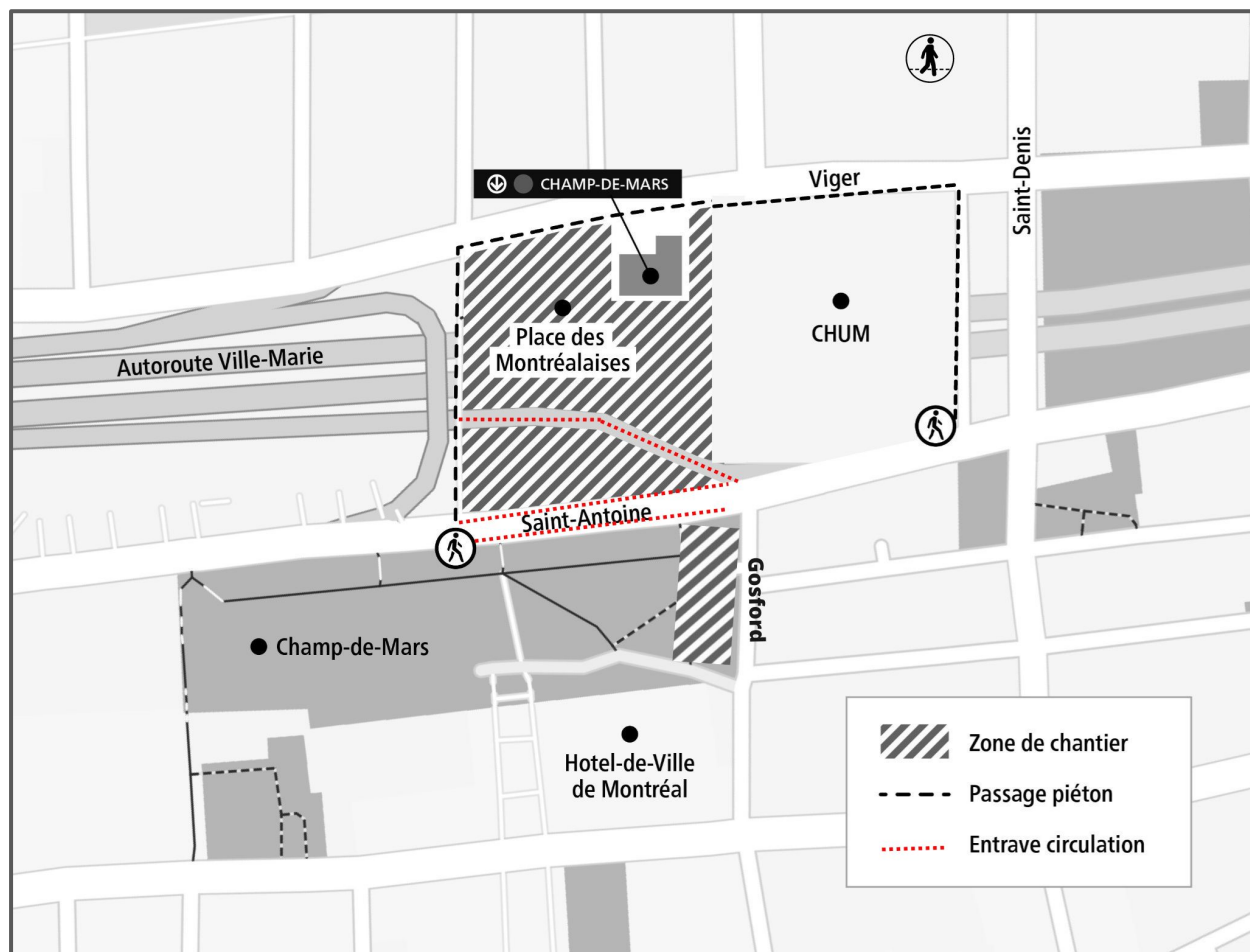 Viger
Saint-Denis
CHAMP-DE-MARS
Place des
Montréalaises
CHUM
Autoroute Ville-Marie
Saint-Antoine
Gosford
Champ-de-Mars
Hotel-de-Ville
de Montréal
Zone de chantier
Passage piéton
Entrave circulation